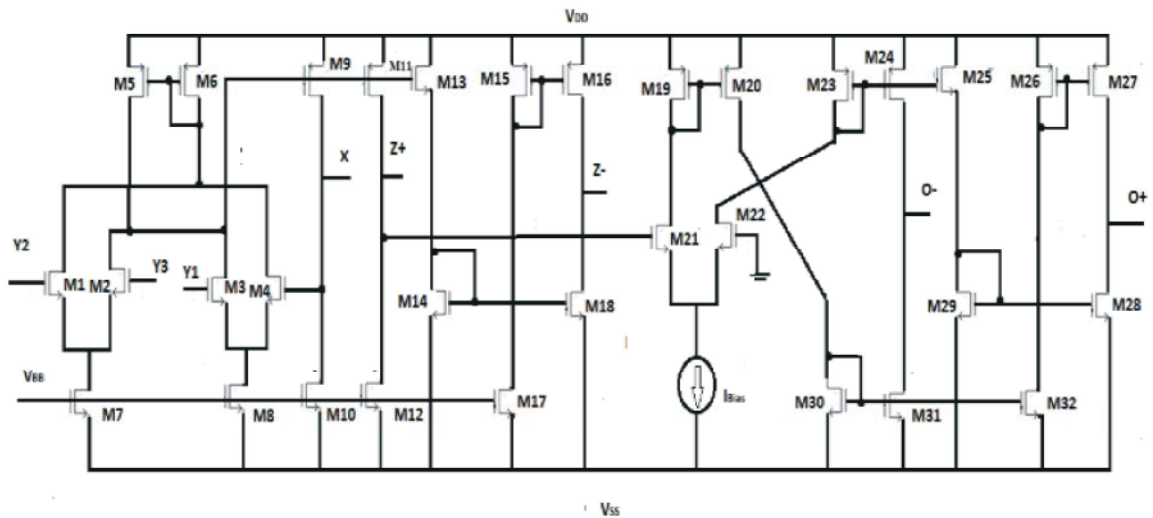 VDD
M5 M6 M9 M11 M13 M15 M16 M19 M20 M23 M24 M25 M26 M27
X Z+ Z- O- O+
Y2 M1 M2 Y3 Y1 M3 M4 M21 M22
M14 M18 M29 M28
VBB M7 M8 M10 M12 M17 IBias M30 M31 M32
VSS